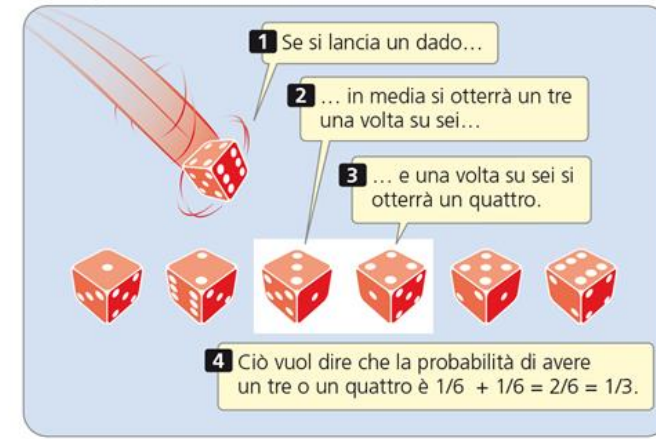 1 Se si lancia un dado…
2 … in media si otterrà un tre
una volta su sei…
3 … e una volta su sei si
otterrà un quattro.
4 Ciò vuol dire che la probabilità di avere
un tre o un quattro è 1/6 + 1/6 = 2/6 = 1/3.